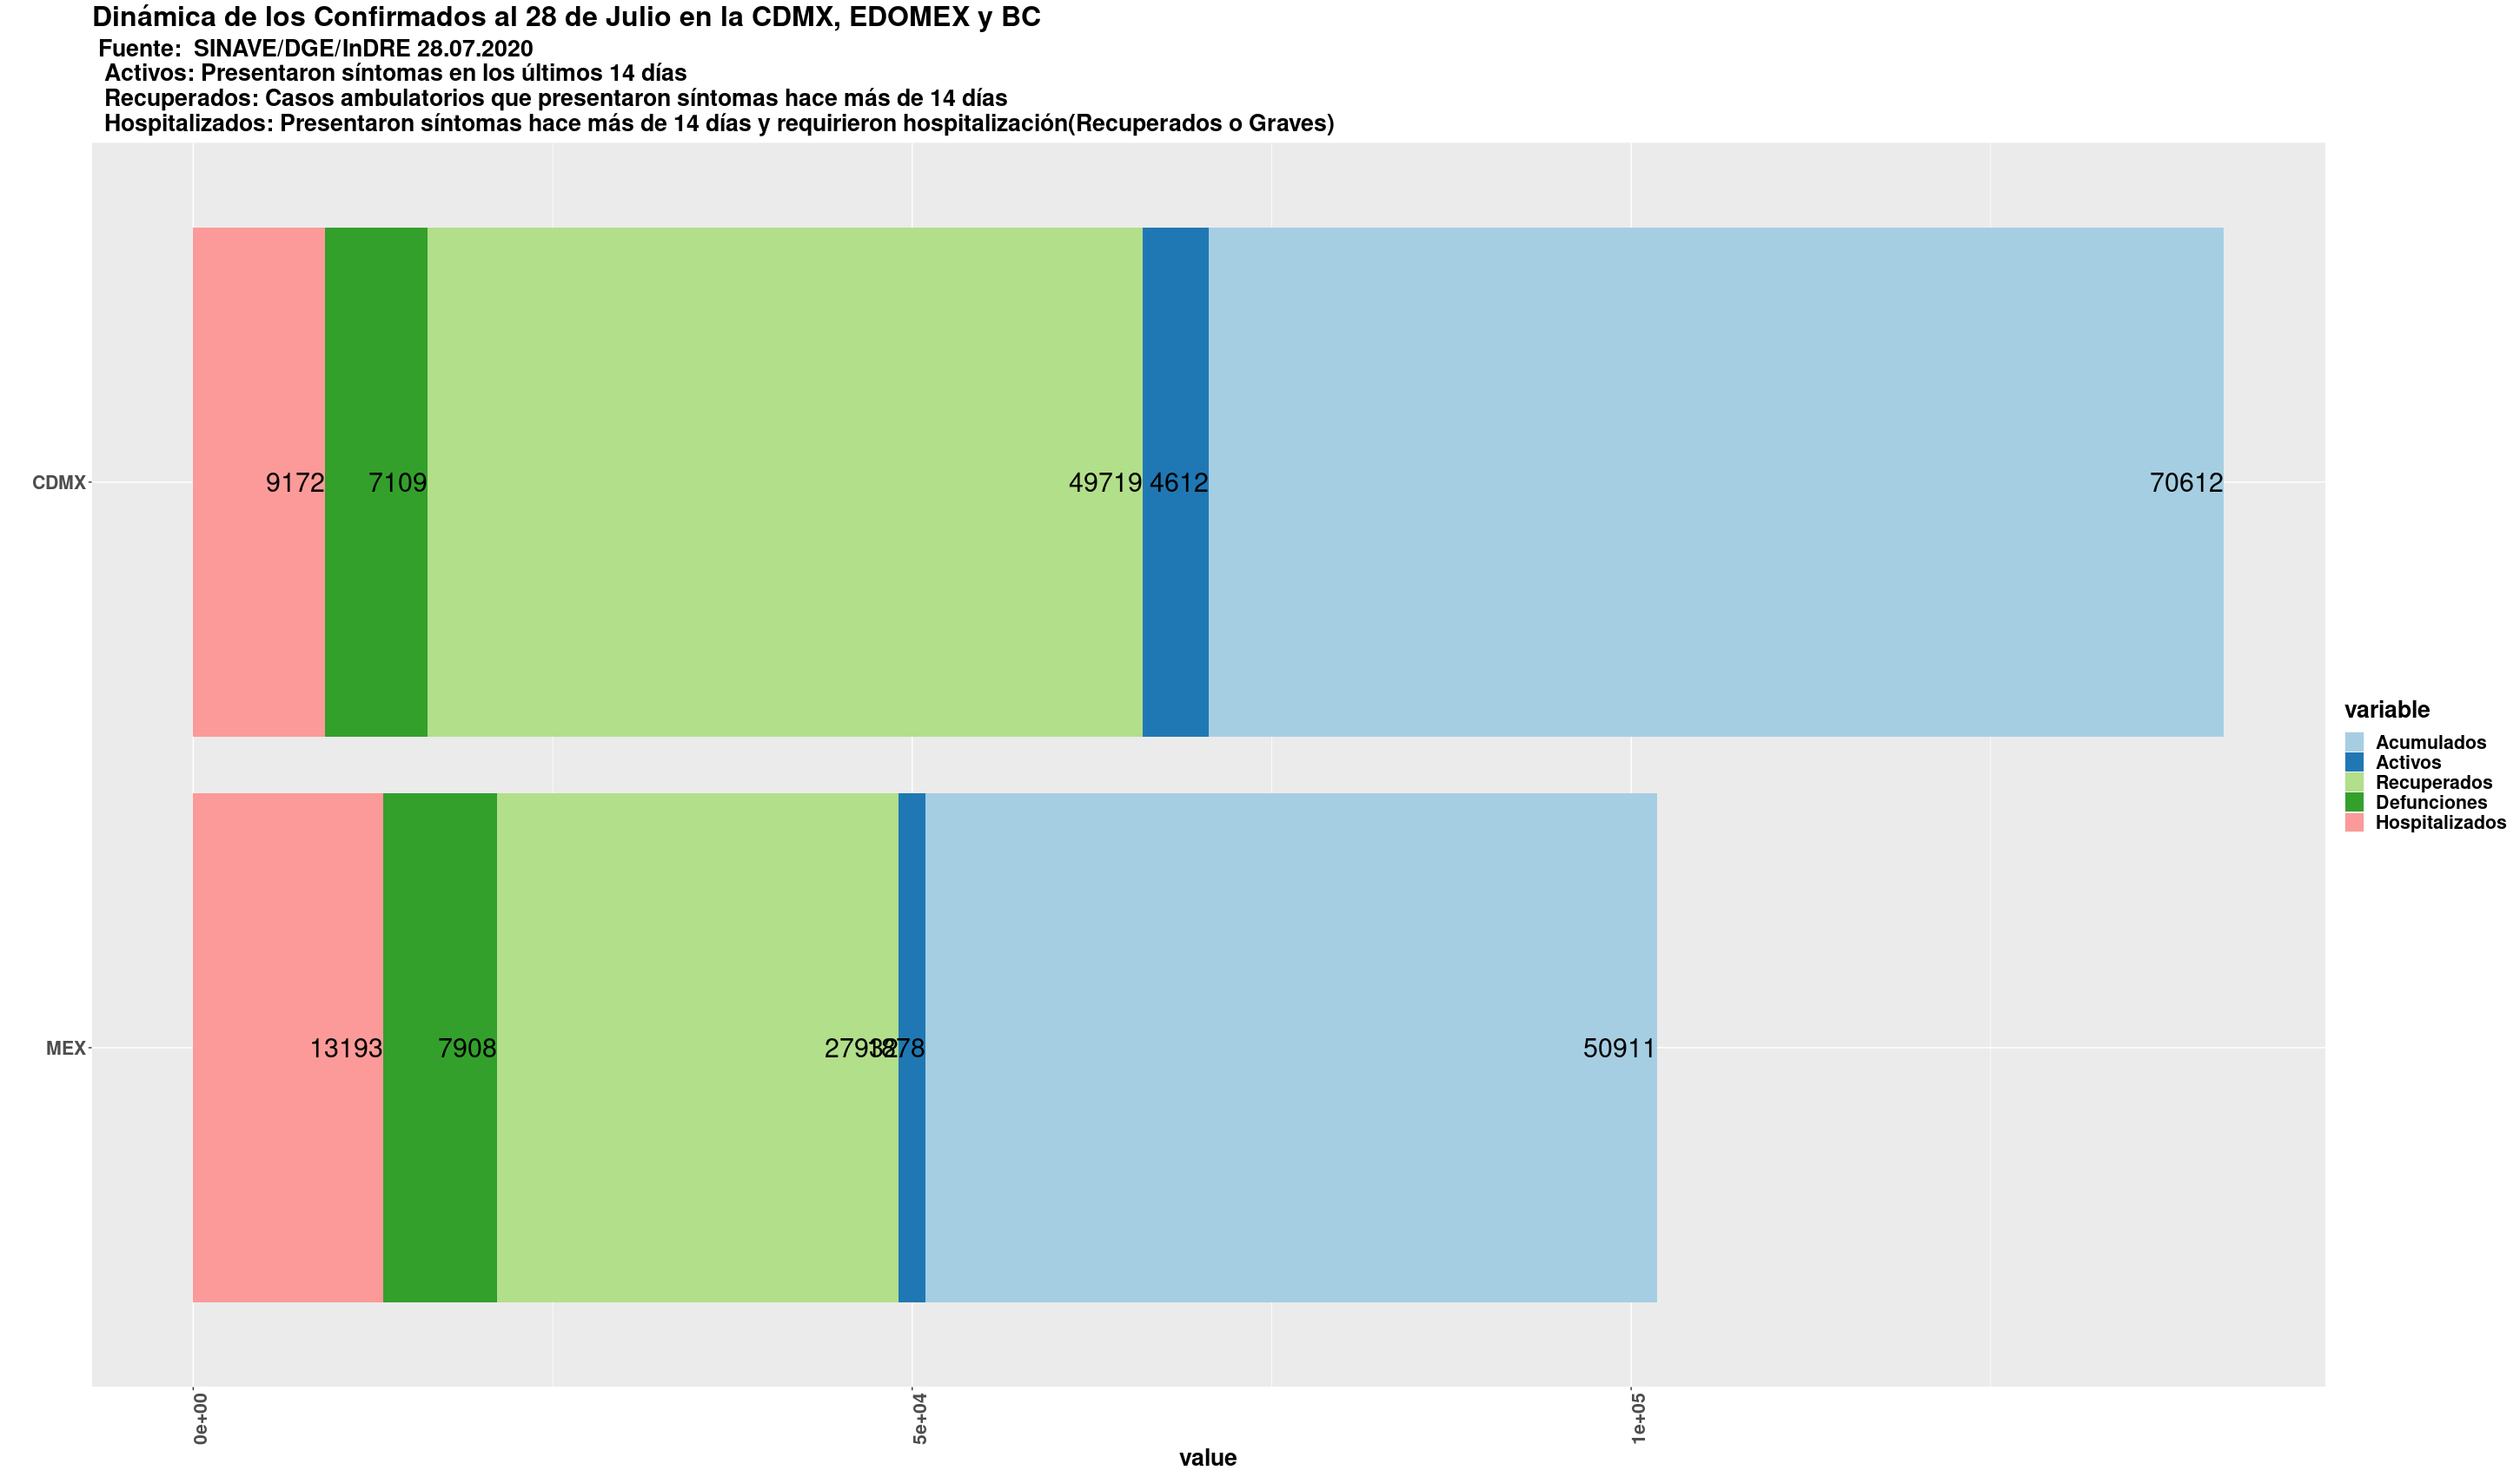 Dinámica de los Confirmados al 28 de Julio en la CDMX, EDOMEX y BC
Fuente:  SINAVE/DGE/InDRE 28.07.2020
Activos: Presentaron síntomas en los últimos 14 días
Recuperados: Casos ambulatorios que presentaron síntomas hace más de 14 días
Hospitalizados: Presentaron síntomas hace más de 14 días y requirieron hospitalización(Recuperados o Graves)
CDMX
9172
7109
49719
4612
70612
MEX
13193
7908
27932
1878
50911
variable
Acumulados
Activos
Recuperados
Defunciones
Hospitalizados
0e+00
5e+04
1e+05
value